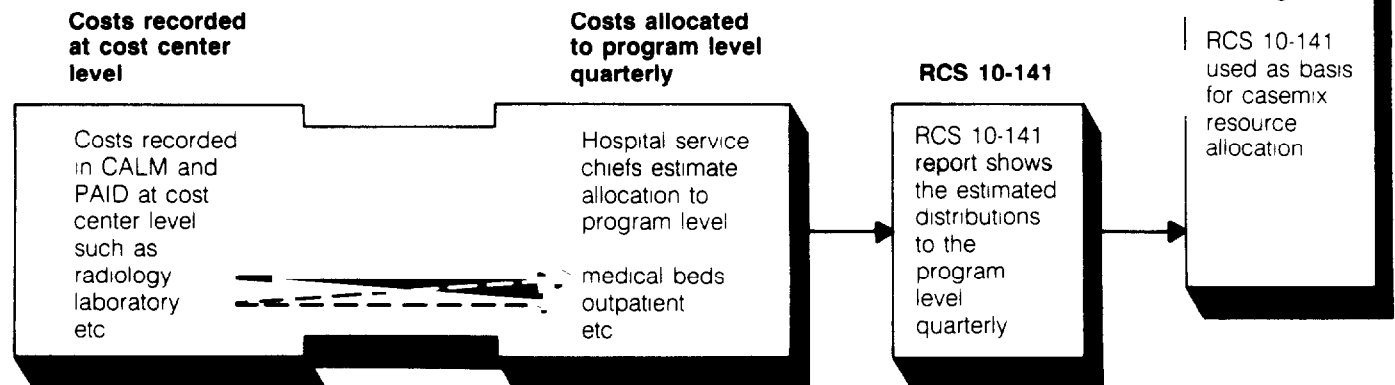 Costs recorded
at cost center
level
Costs recorded
in CALM and
PAID at cost
center level
such as
radiology
laboratory
etc
Costs allocated
to program level
quarterly
Hospital service
chiefs estimate
allocation to
program level
medical beds
outpatient
etc
RCS 10-141
RCS 10-141
report shows
the estimated
distributions
to the
program
level
quarterly
RCS 10-141
used as basis
for casemix
resource
allocation